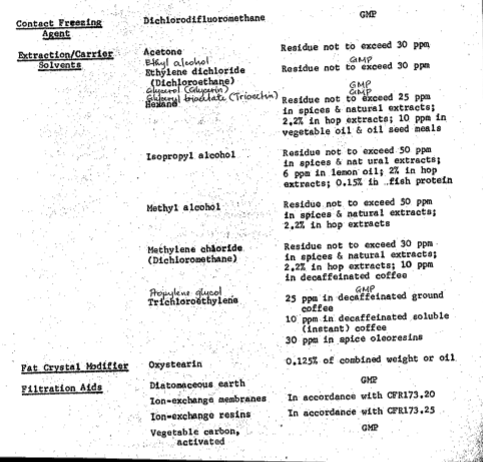 Contact Freezing Agent Dichlorodifluoromethane GMP
Extraction/Carrier Solvents
Acetone Residue not to exceed 30 ppm
Ethyl alcohol GMP
Ethylene dichloride Residue not to exceed 30 ppm
(Dichloroethane)
Glycerol (Glycerin) GMP
Glyceryl triacetate (Triacetin) GMP
Hexane Residue not to exceed 25 ppm
in spices & natural extracts;
2.2% in hop extracts; 10 ppm in
vegetable oil & oil seed meals
Isopropyl alcohol Residue not to exceed 50 ppm
in spices & nat ural extracts;
6 ppm in lemon oil; 2% in hop
extracts; 0.15% in fish protein
Methyl alcohol Residue not to exceed 50 ppm
in spices & natural extracts;
2.2% in hop extracts
Methylene chloride Residue not to exceed 30 ppm
(Dichloromethane) in spices & natural extracts;
2.2% in hop extracts; 10 ppm
in decaffeinated coffee
Propylene glycol GMP
Trichloroethylene 25 ppm in decaffeinated ground
coffee
10 ppm in decaffeinated soluble
(instant) coffee
30 ppm in spice oleoresins
Fat Crystal Modifier Oxystearin 0.125% of combined weight or oil
Filtration Aids Diatomaceous earth GMP
Ion-exchange membranes In accordance with CFR173.20
Ion-exchange resins In accordance with CFR173.25
Vegetable carbon, GMP
activated